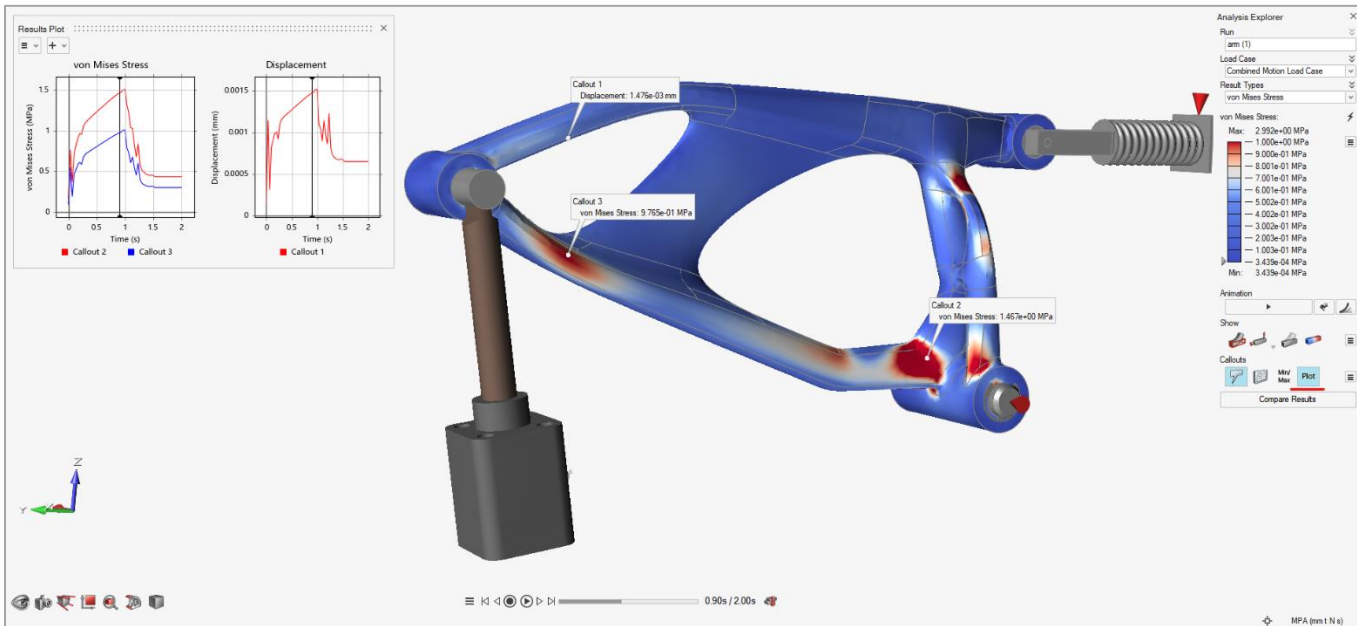 Results Plot
von Mises Stress
Displacement
von Mises Stress (MPa)
1.5
1
0.5
0
0 0.5 1 1.5 2
Time (s)
Callout 2 Callout 3
Displacement (mm)
0.0015
0.001
0.0005
0
0 0.5 1 1.5 2
Time (s)
Callout 1
Callout 1
Displacement: 1.476e-03 mm
Callout 3
von Mises Stress: 9.765e-01 MPa
Callout 2
von Mises Stress: 1.467e+00 MPa
Z
Y
0.90s / 2.00s
Analysis Explorer
Run
arm (1)
Load Case
Combined Motion Load Case
Result Types
von Mises Stress
von Mises Stress:
Max: 2.992e+00 MPa
1.000e+00 MPa
9.000e-01 MPa
8.001e-01 MPa
7.001e-01 MPa
6.001e-01 MPa
5.002e-01 MPa
4.002e-01 MPa
3.002e-01 MPa
2.003e-01 MPa
1.003e-01 MPa
3.439e-04 MPa
Min: 3.439e-04 MPa
Animation
Show
Callouts
Min/
Max
Plot
Compare Results
MPA (mm t N s)